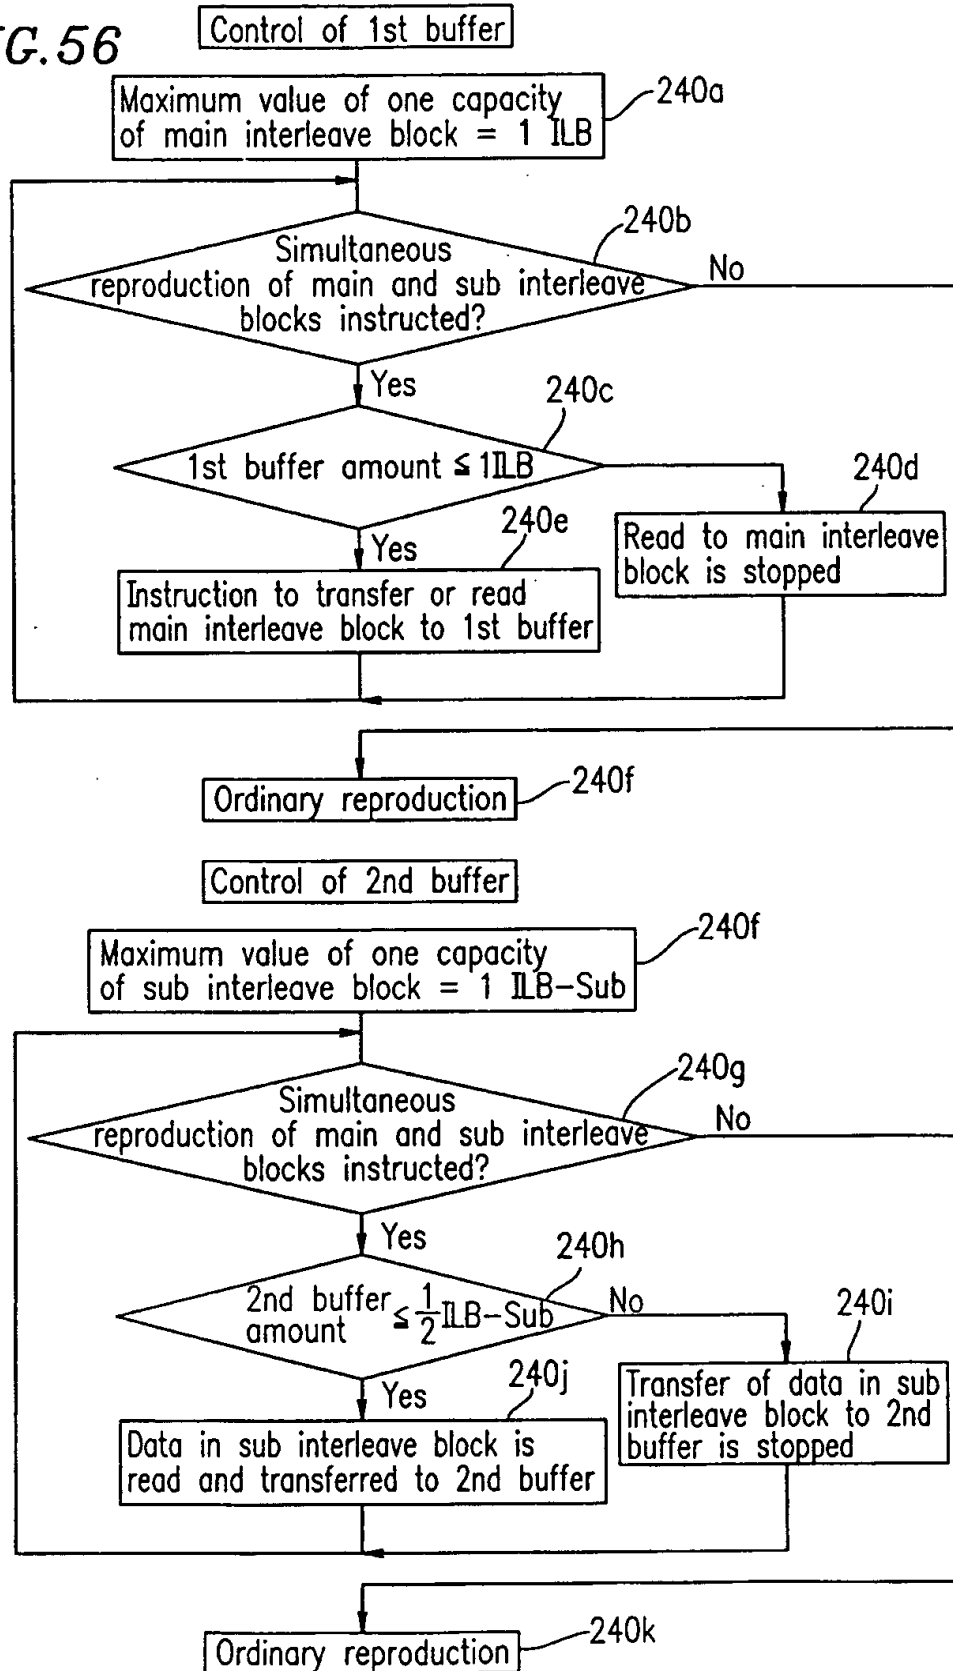 G.56
Control of 1st buffer
240a
Maximum value of one capacity
of main interleave block = 1 ILB
240b
Simultaneous
reproduction of main and sub interleave
blocks instructed?
No
Yes
240c
1st buffer amount ≦ 1ILB
240d
240e
Yes
Read to main interleave
block is stopped
Instruction to transfer or read
main interleave block to 1st buffer
240f
Ordinary reproduction
Control of 2nd buffer
240f
Maximum value of one capacity
of sub interleave block = 1 ILB-Sub
240g
Simultaneous
reproduction of main and sub interleave
blocks instructed?
No
Yes
240h
2nd buffer
amount ≦ 1/2 ILB-Sub
No
240i
240j
Yes
Transfer of data in sub
interleave block to 2nd
buffer is stopped
Data in sub interleave block is
read and transferred to 2nd buffer
240k
Ordinary reproduction